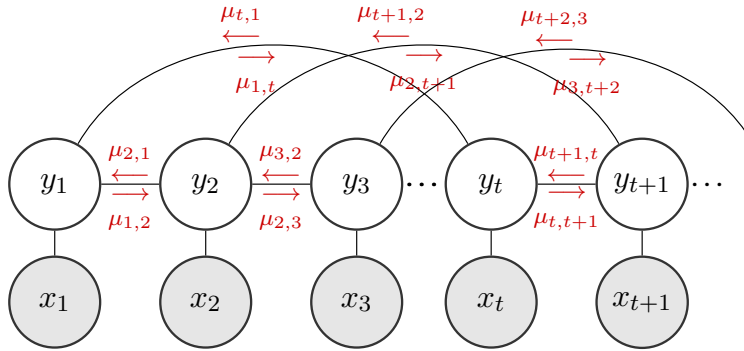 μ_{t,1} μ_{t+1,2} μ_{t+2,3}
μ_{1,t} μ_{2,t+1} μ_{3,t+2}
μ_{2,1} μ_{3,2} μ_{t+1,t}
y_1 y_2 y_3 ... y_t y_{t+1} ...
μ_{1,2} μ_{2,3} μ_{t,t+1}
x_1 x_2 x_3 x_t x_{t+1}